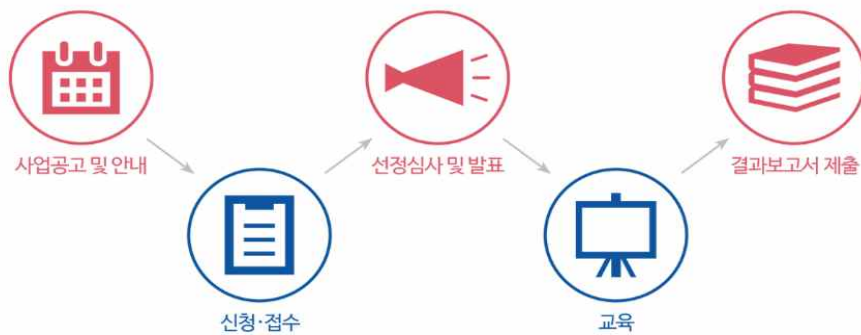 사업공고 및 안내
신청·접수
선정심사 및 발표
교육
결과보고서 제출